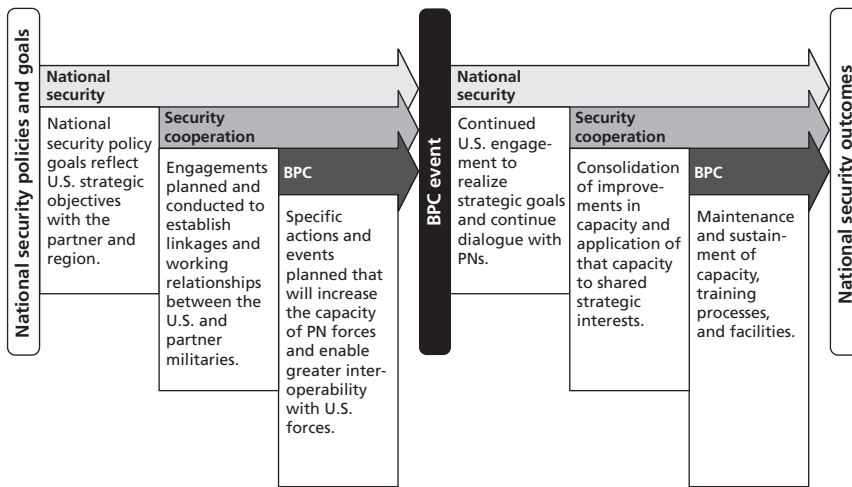 National security policies and goals
National
security
National
security policy
goals reflect
U.S. strategic
objectives
with the
partner and
region.
Security
cooperation
Engagements
planned and
conducted to
establish
linkages and
working
relationships
between the
U.S. and
partner
militaries.
BPC
Specific
actions and
events
planned that
will increase
the capacity
of PN forces
and enable
greater inter-
operability
with U.S.
forces.
BPC event
National
security
Continued
U.S. engage-
ment to
realize
strategic goals
and continue
dialogue with
PNs.
Security
cooperation
Consolidation
of improve-
ments in
capacity and
application of
that capacity
to shared
strategic
interests.
BPC
Maintenance
and sustain-
ment of
capacity,
training
processes,
and facilities.
National security outcomes